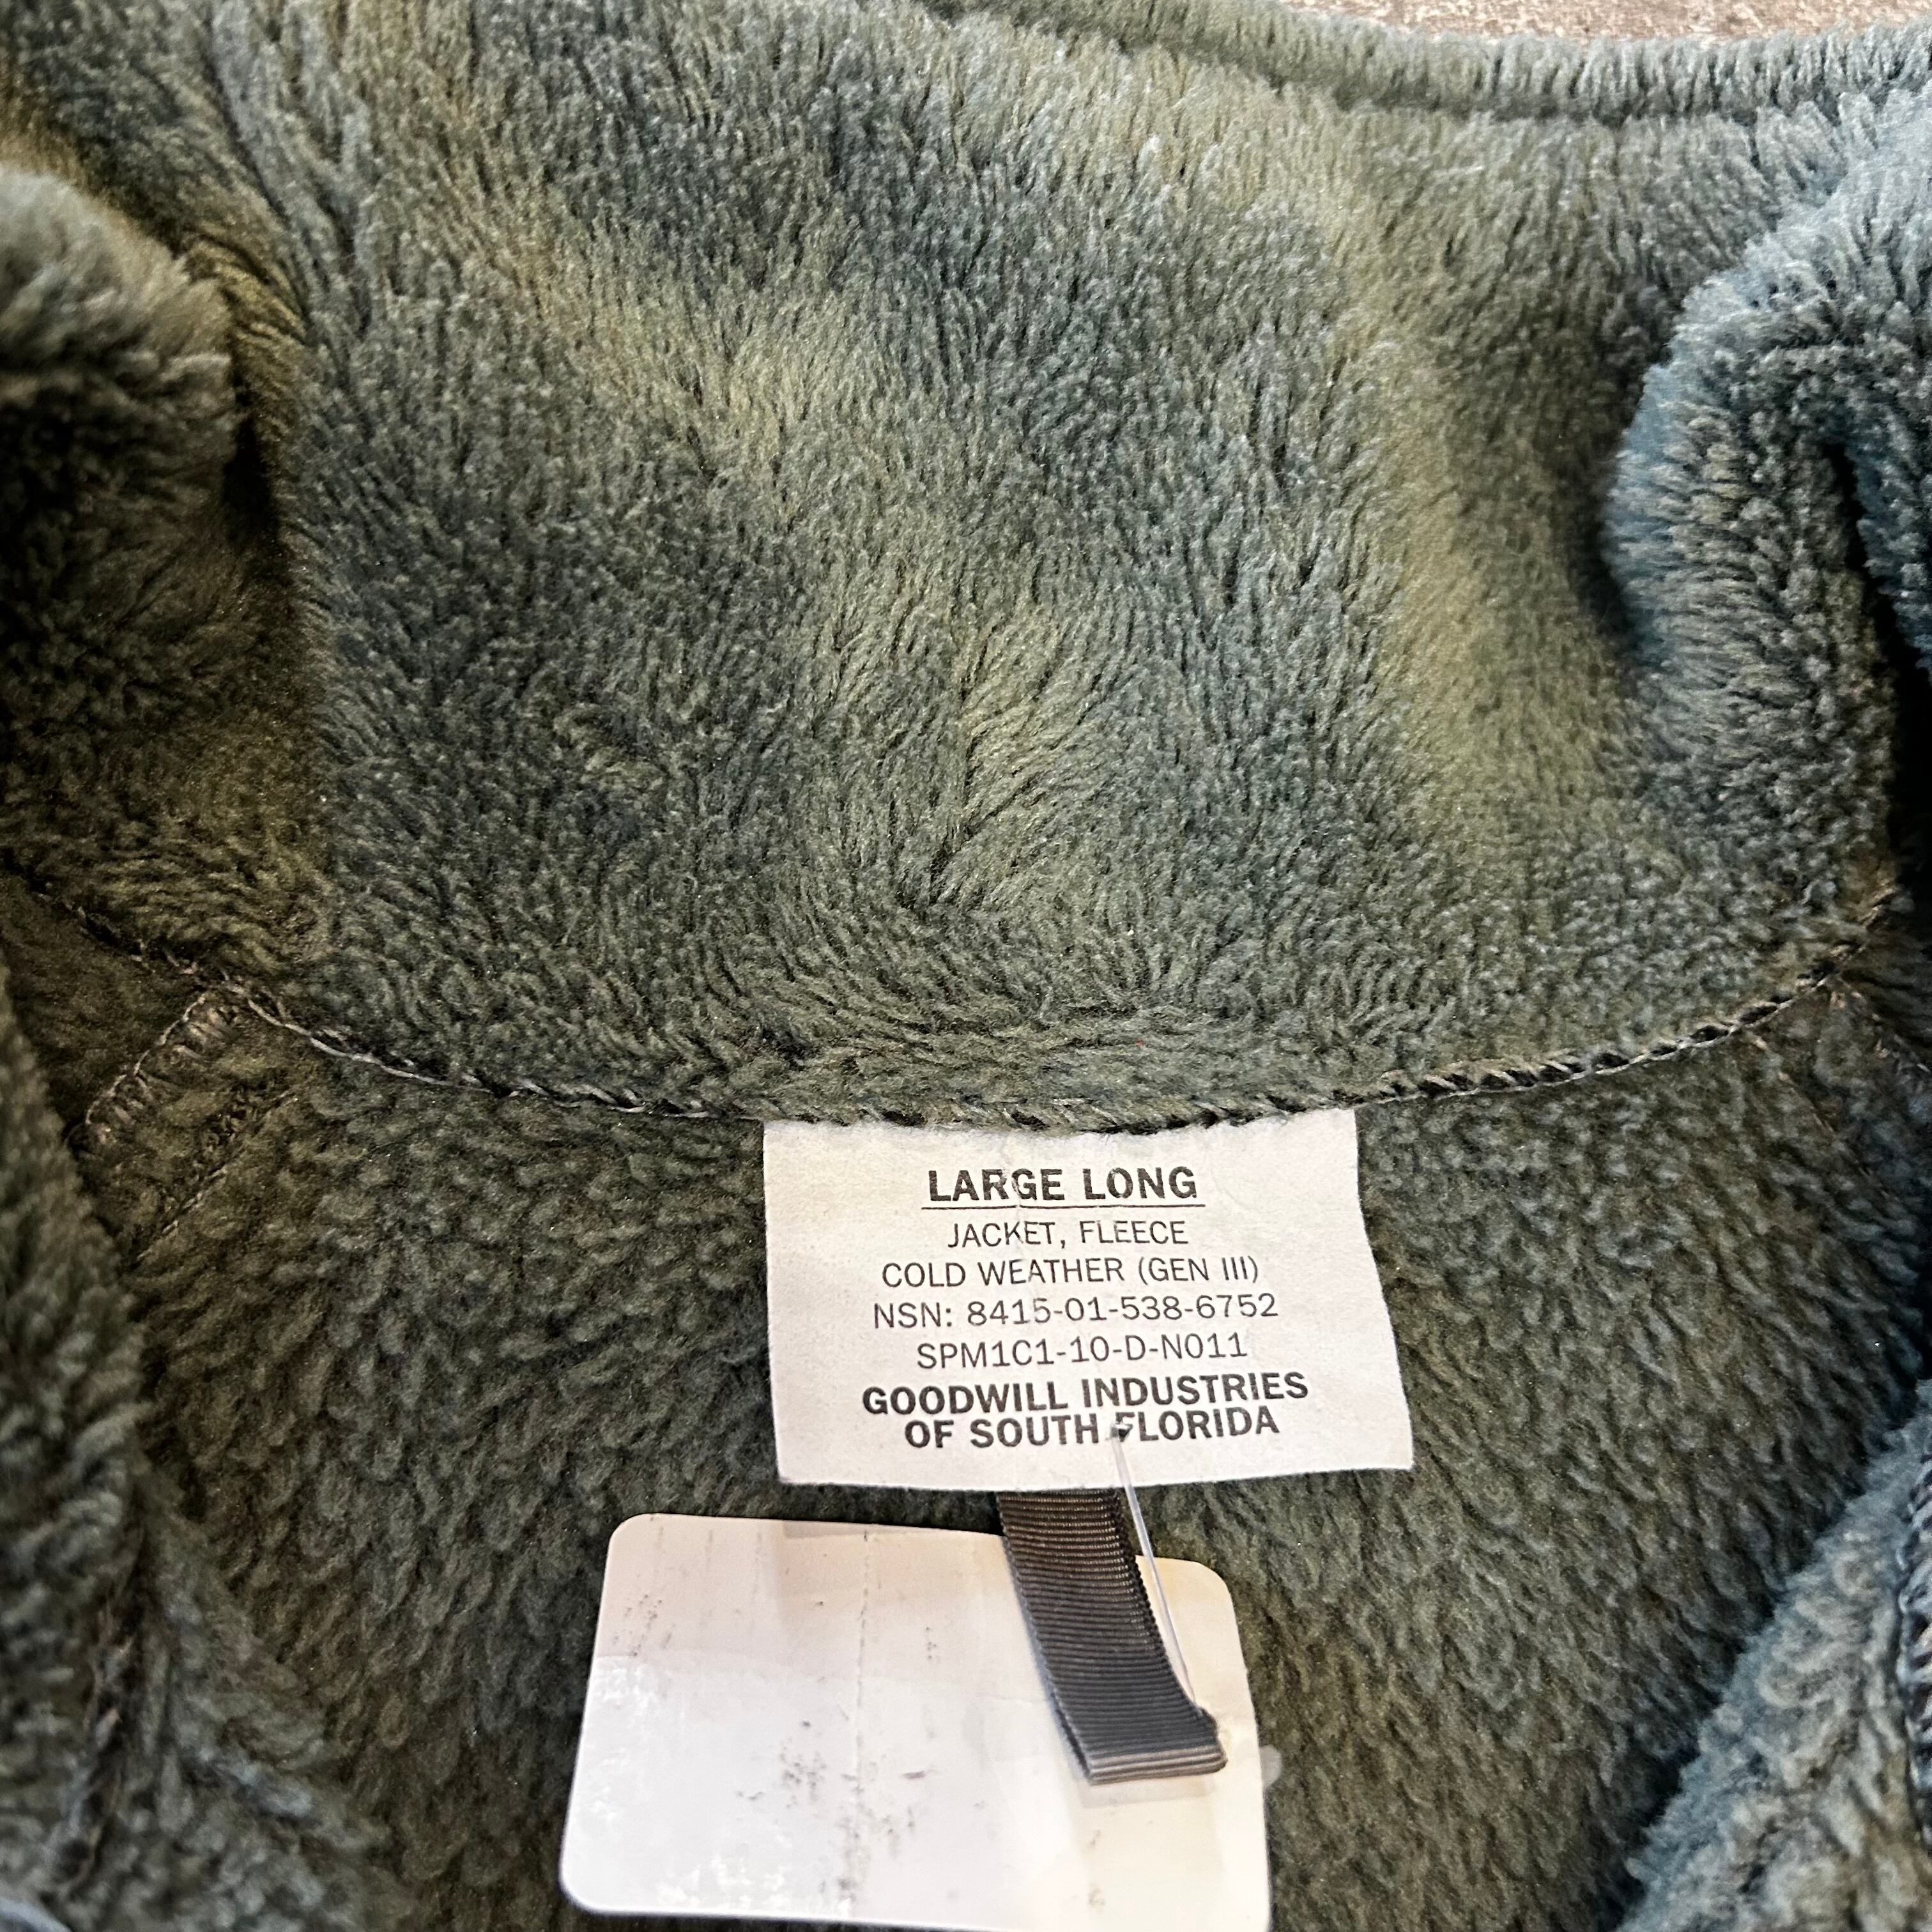 LARGE LONG
JACKET, FLEECE
COLD WEATHER (GEN III)
NSN: 8415-01-538-6752
SPM1C1-10-D-N011
GOODWILL INDUSTRIES
OF SOUTH FLORIDA